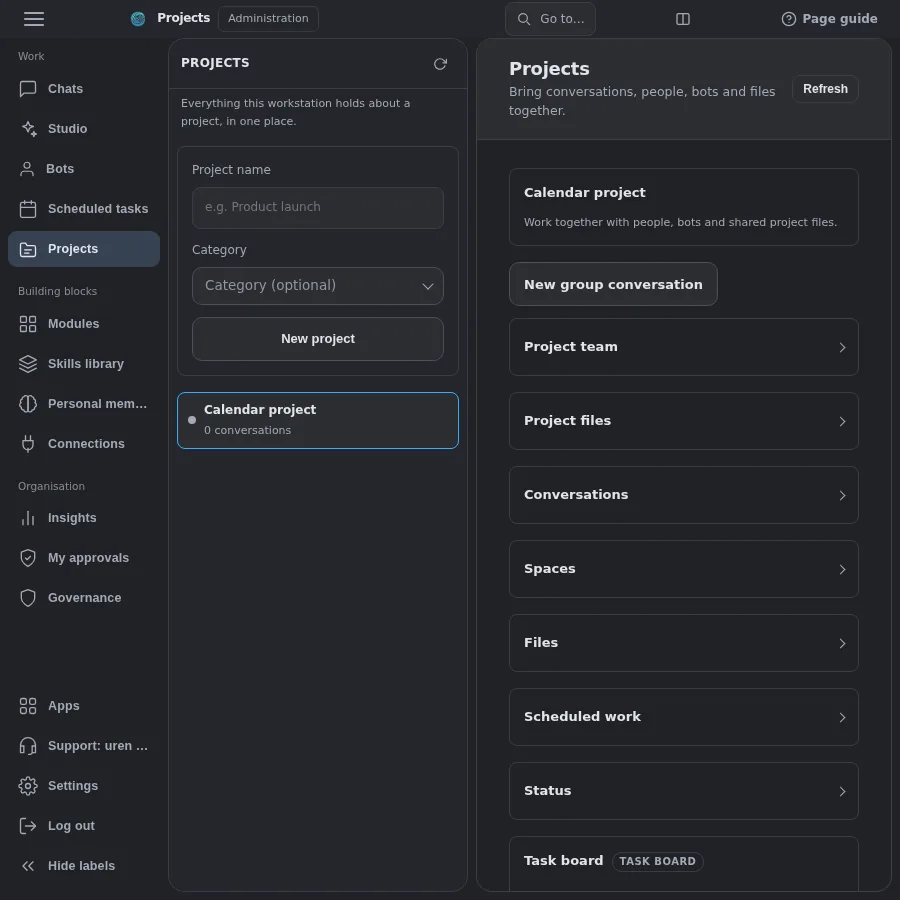 Projects
Administration
Go to...
Page guide
Work
Chats
Studio
Bots
Scheduled tasks
Projects
Building blocks
Modules
Skills library
Personal mem...
Connections
Organisation
Insights
My approvals
Governance
Apps
Support: uren ...
Settings
Log out
Hide labels
PROJECTS
Everything this workstation holds about a
project, in one place.
Project name
e.g. Product launch
Category
Category (optional)
New project
Calendar project
0 conversations
Projects
Bring conversations, people, bots and files
together.
Refresh
Calendar project
Work together with people, bots and shared project files.
New group conversation
Project team
Project files
Conversations
Spaces
Files
Scheduled work
Status
Task board TASK BOARD